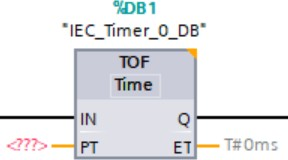 %DB1
"IEC_Timer_0_DB"
TOF
Time
IN Q
<???> PT ET T#0ms